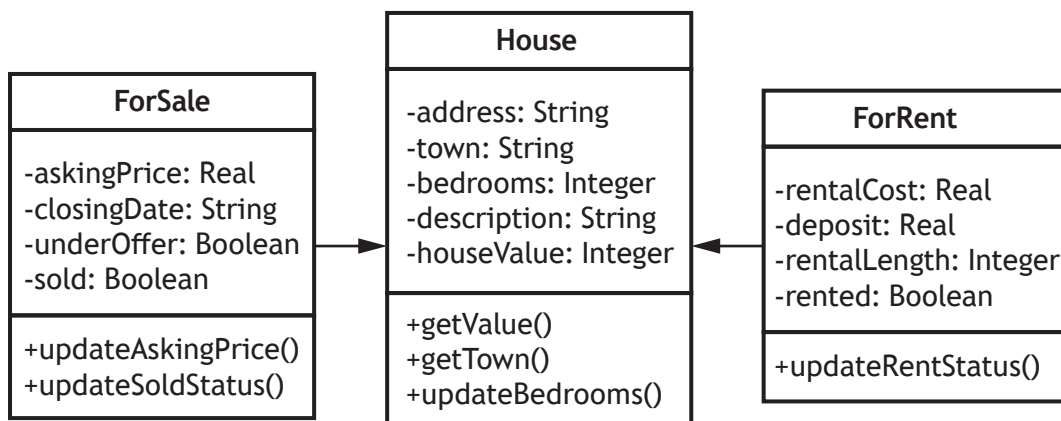 ForSale
-askingPrice: Real
-closingDate: String
-underOffer: Boolean
-sold: Boolean
+updateAskingPrice()
+updateSoldStatus()
House
-address: String
-town: String
-bedrooms: Integer
-description: String
-houseValue: Integer
+getValue()
+getTown()
+updateBedrooms()
ForRent
-rentalCost: Real
-deposit: Real
-rentalLength: Integer
-rented: Boolean
+updateRentStatus()